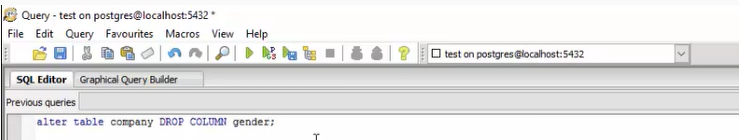 Query - test on postgres@localhost:5432 *
File Edit Query Favourites Macros View Help
test on postgres@localhost:5432
SQL Editor Graphical Query Builder
Previous queries
alter table company DROP COLUMN gender;